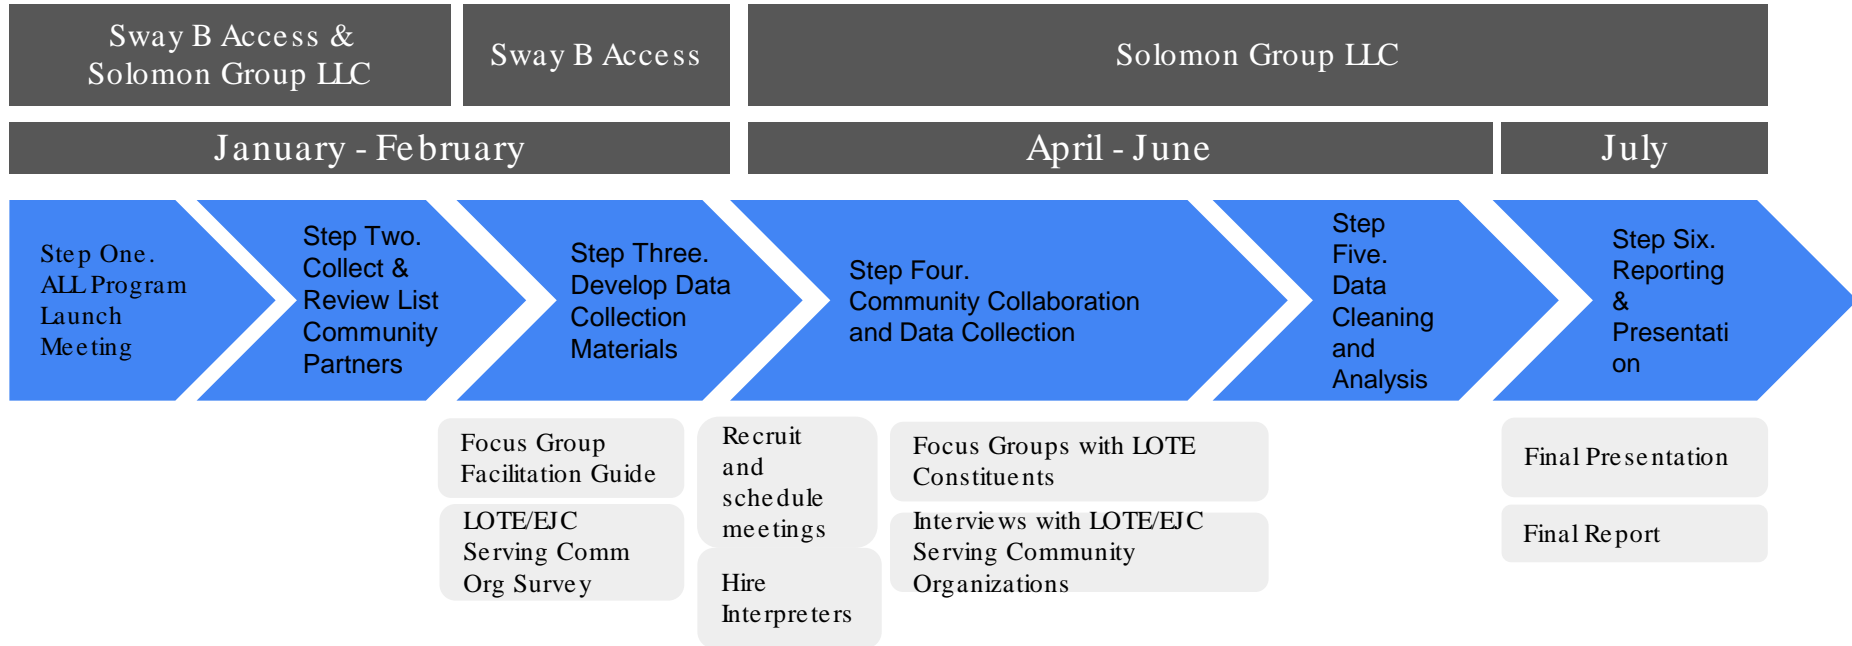 Sway B Access &
Solomon Group LLC
Sway B Access
Solomon Group LLC
January - February
April - June
July
Step One.
ALL Program
Launch
Meeting
Step Two.
Collect &
Review List
Community
Partners
Step Three.
Develop Data
Collection
Materials
Step Four.
Community Collaboration
and Data Collection
Step
Five.
Data
Cleaning
and
Analysis
Step Six.
Reporting
&
Presentati
on
Focus Group
Facilitation Guide
LOTE/EJC
Serving Comm
Org Survey
Recruit
and
schedule
meetings
Hire
Interpreters
Focus Groups with LOTE
Constituents
Interviews with LOTE/EJC
Serving Community
Organizations
Final Presentation
Final Report